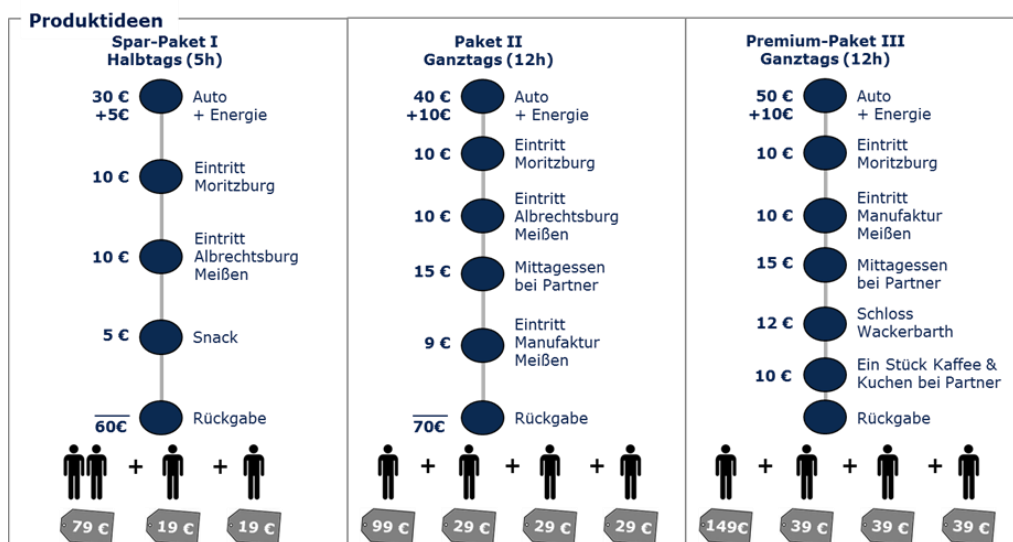 Produktideen
Spar-Paket I
Halbtags (5h)
30 €
+5€
Auto
+ Energie
10 €
Eintritt
Moritzburg
10 €
Eintritt
Albrechtsburg
Meißen
5 €
Snack
60€
Rückgabe
+
+
79 €
19 €
19 €
Paket II
Ganztags (12h)
40 €
+10€
Auto
+ Energie
10 €
Eintritt
Moritzburg
10 €
Eintritt
Albrechtsburg
Meißen
15 €
Mittagessen
bei Partner
9 €
Eintritt
Manufaktur
Meißen
70€
Rückgabe
+
+
+
99 €
29 €
29 €
29 €
Premium-Paket III
Ganztags (12h)
50 €
+10€
Auto
+ Energie
10 €
Eintritt
Moritzburg
10 €
Eintritt
Manufaktur
Meißen
15 €
Mittagessen
bei Partner
12 €
Schloss
Wackerbarth
10 €
Ein Stück Kaffee &
Kuchen bei Partner
Rückgabe
+
+
+
149€
39 €
39 €
39 €